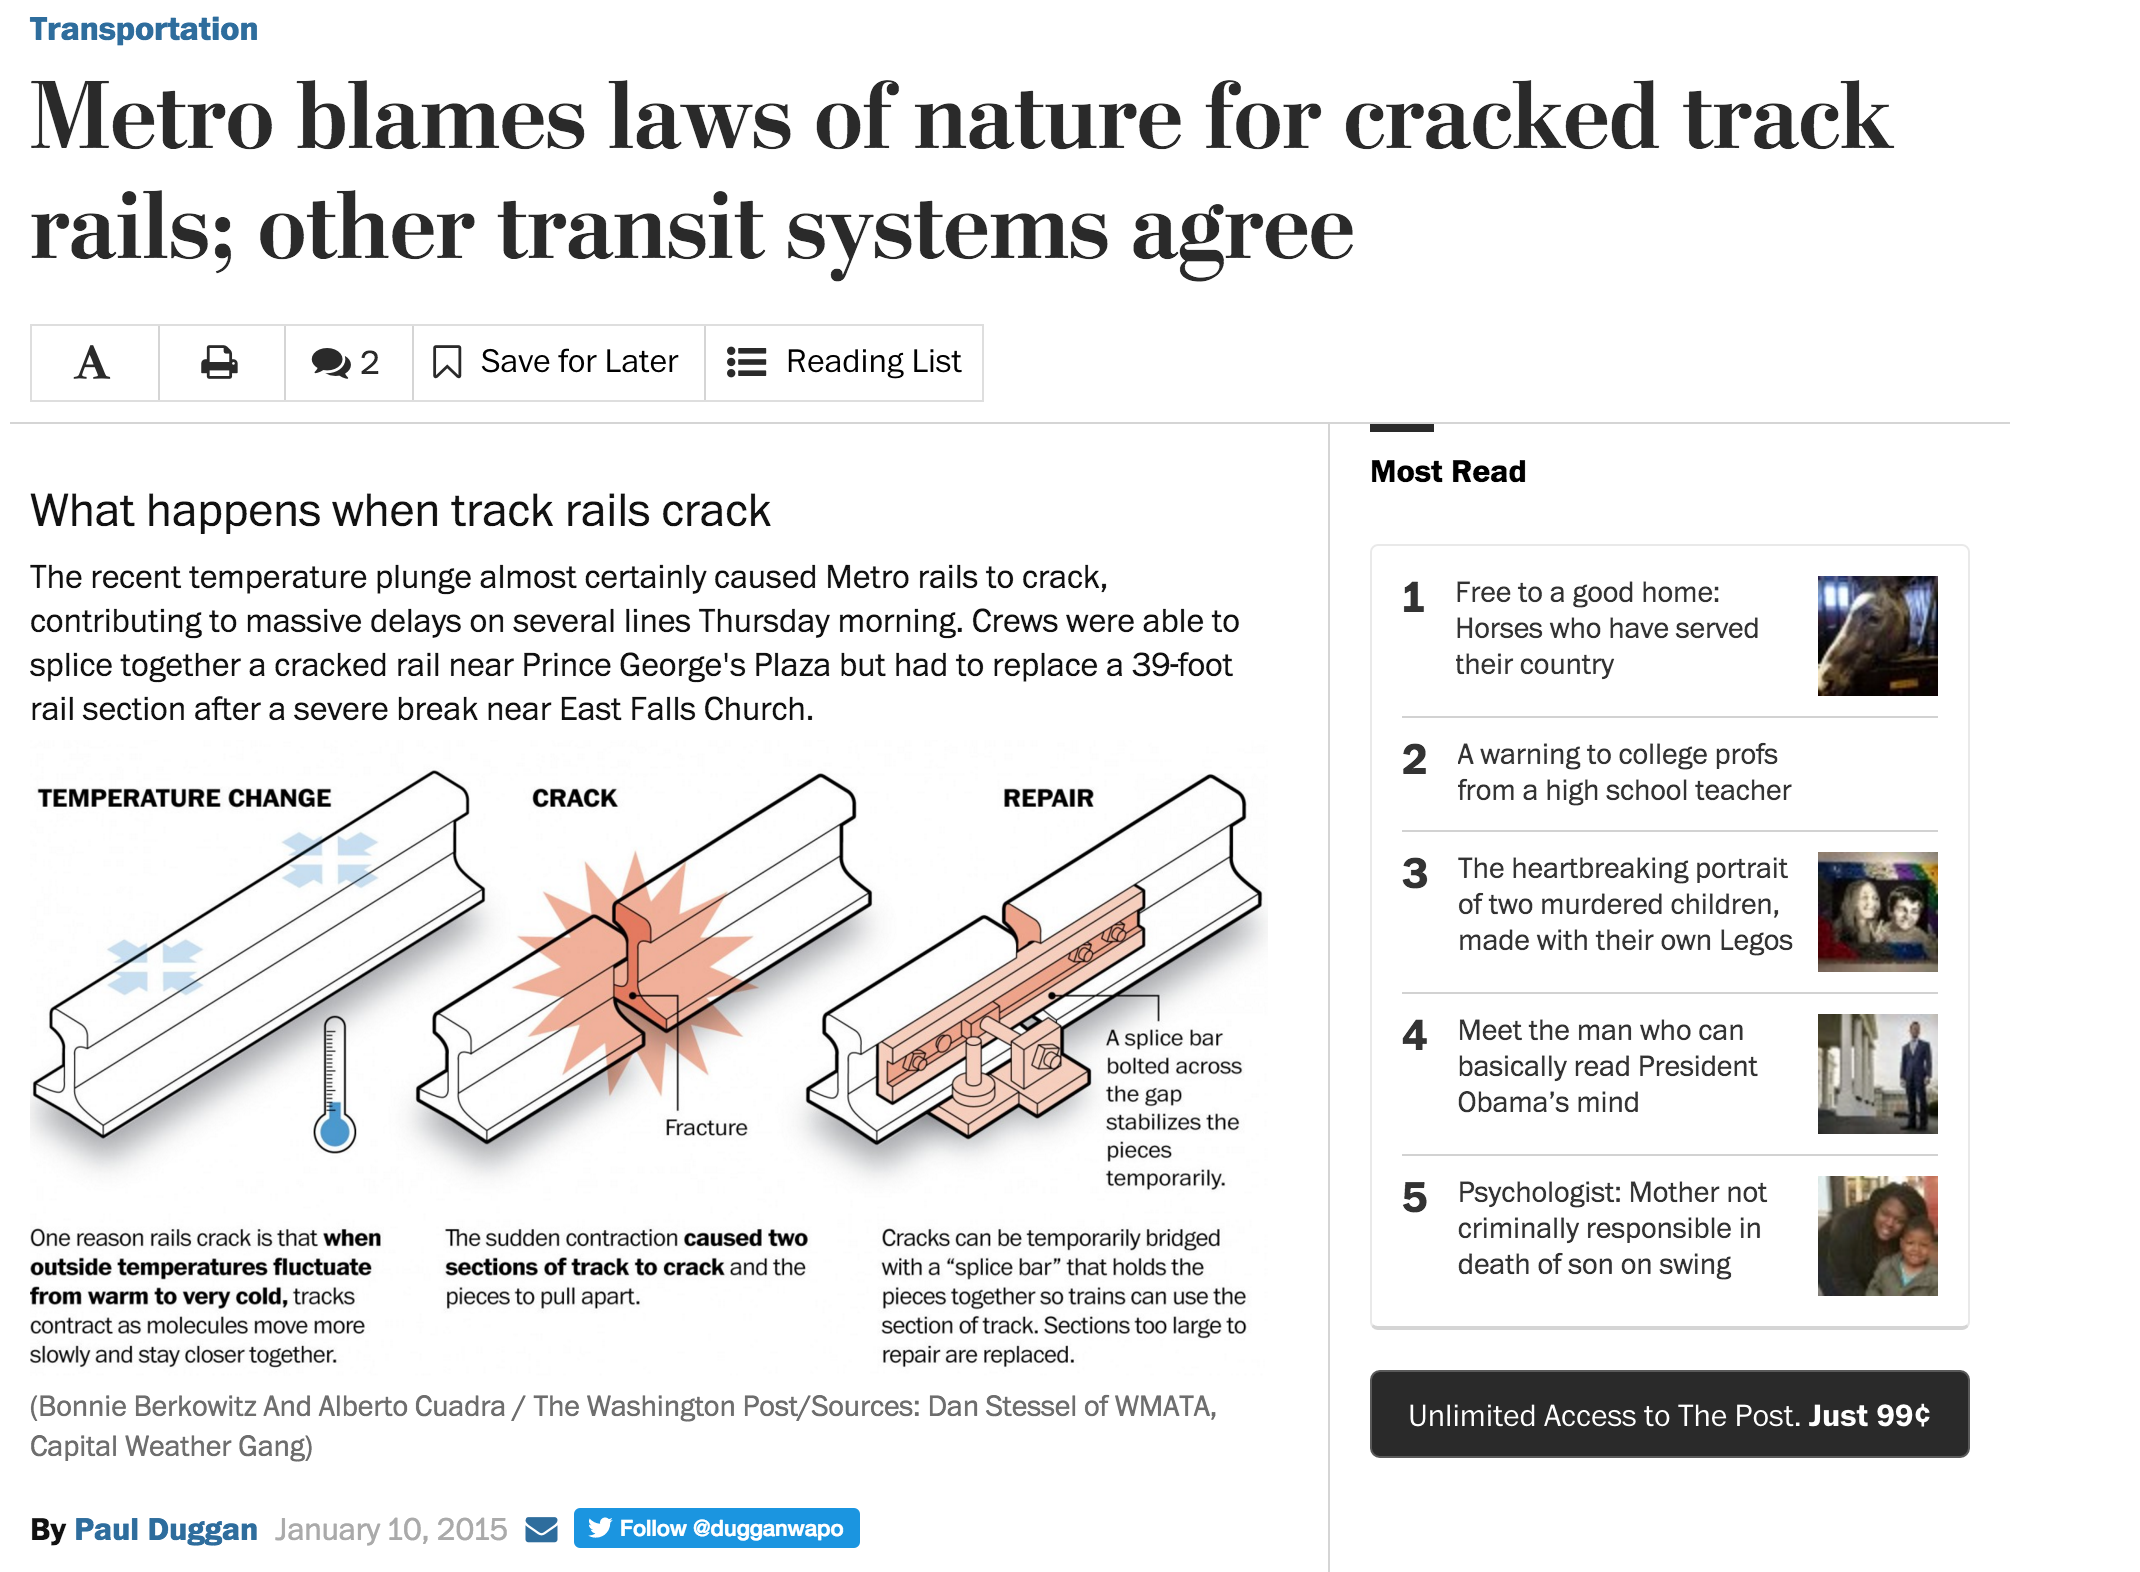 Transportation
Metro blames laws of nature for cracked track
rails; other transit systems agree
A
2
Save for Later
Reading List
What happens when track rails crack
The recent temperature plunge almost certainly caused Metro rails to crack,
contributing to massive delays on several lines Thursday morning. Crews were able to
splice together a cracked rail near Prince George's Plaza but had to replace a 39-foot
rail section after a severe break near East Falls Church.
TEMPERATURE CHANGE
One reason rails crack is that when
outside temperatures fluctuate
from warm to very cold, tracks
contract as molecules move more
slowly and stay closer together.
CRACK
Fracture
The sudden contraction caused two
sections of track to crack and the
pieces to pull apart.
REPAIR
A splice bar
bolted across
the gap
stabilizes the
pieces
temporarily.
Cracks can be temporarily bridged
with a “splice bar” that holds the
pieces together so trains can use the
section of track. Sections too large to
repair are replaced.
(Bonnie Berkowitz And Alberto Cuadra / The Washington Post/Sources: Dan Stessel of WMATA,
Capital Weather Gang)
By Paul Duggan January 10, 2015
Follow @dugganwapo
Most Read
1 Free to a good home:
Horses who have served
their country
2 A warning to college profs
from a high school teacher
3 The heartbreaking portrait
of two murdered children,
made with their own Legos
4 Meet the man who can
basically read President
Obama’s mind
5 Psychologist: Mother not
criminally responsible in
death of son on swing
Unlimited Access to The Post. Just 99¢